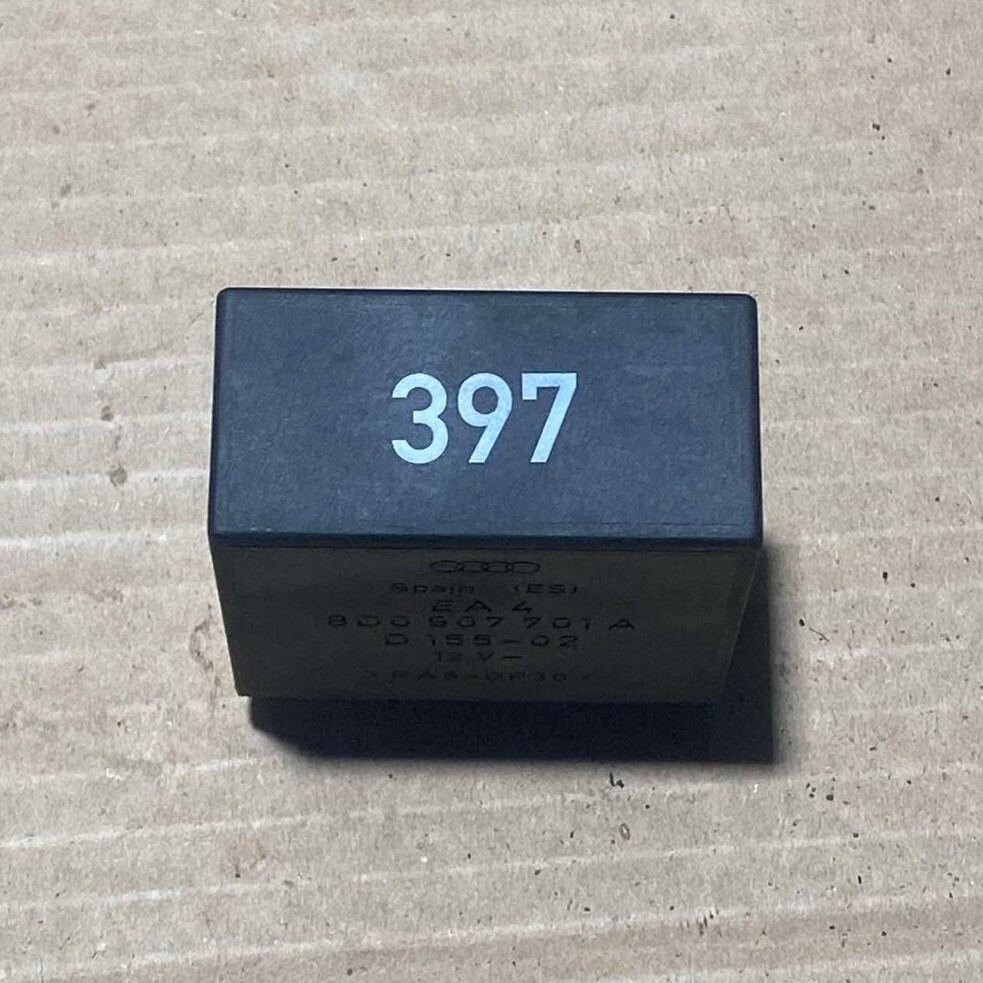 397
Spain (ES)
EA 4
8D0 907 701 A
D 155-02
12 V